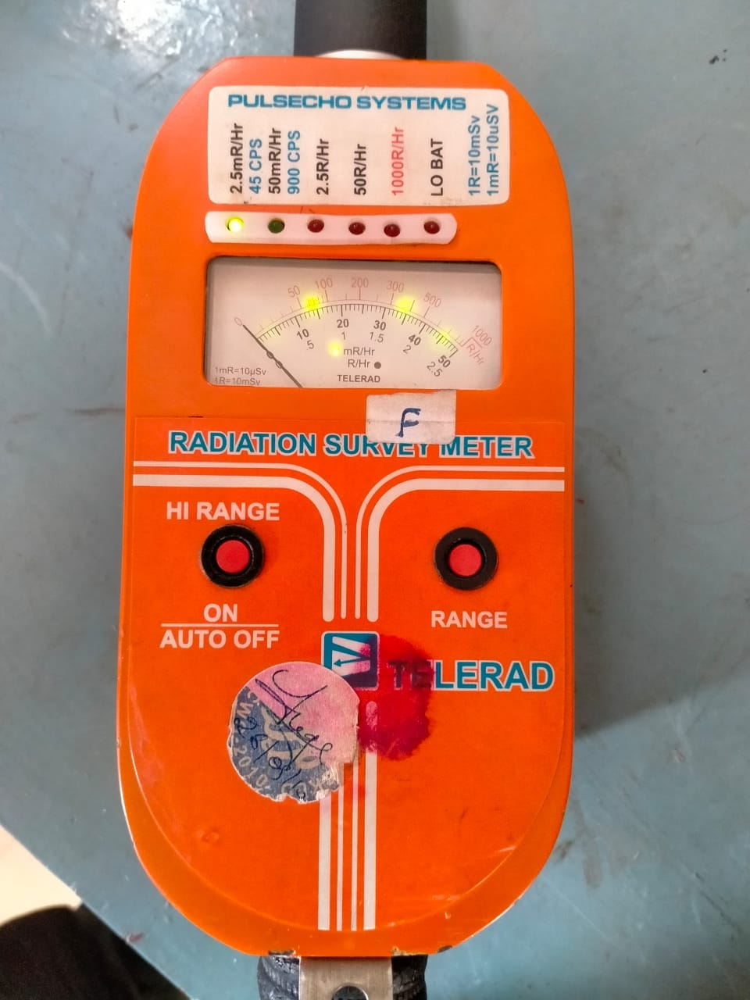 PULSECHO SYSTEMS
2.5mR/Hr
45 CPS
50mR/Hr
900 CPS
2.5R/Hr
50R/Hr
1000R/Hr
LO BAT
1R=10mSv
1mR=10uSV
0 50 100 200 300 500 1000
R/Hr
10 20 30 40 50
5 1 1.5 2 2.5
mR/Hr
R/Hr
1mR=10µSv
1R=10mSv
TELERAD
F
RADIATION SURVEY METER
HI RANGE
ON
AUTO OFF
RANGE
TELERAD